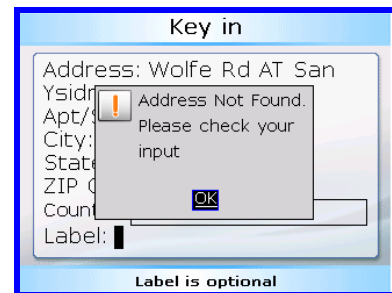 Key in
Address: Wolfe Rd AT San
Ysidr
Apt/
City:
State
ZIP
Count
Label:
Address Not Found.
Please check your
input
OK
Label is optional